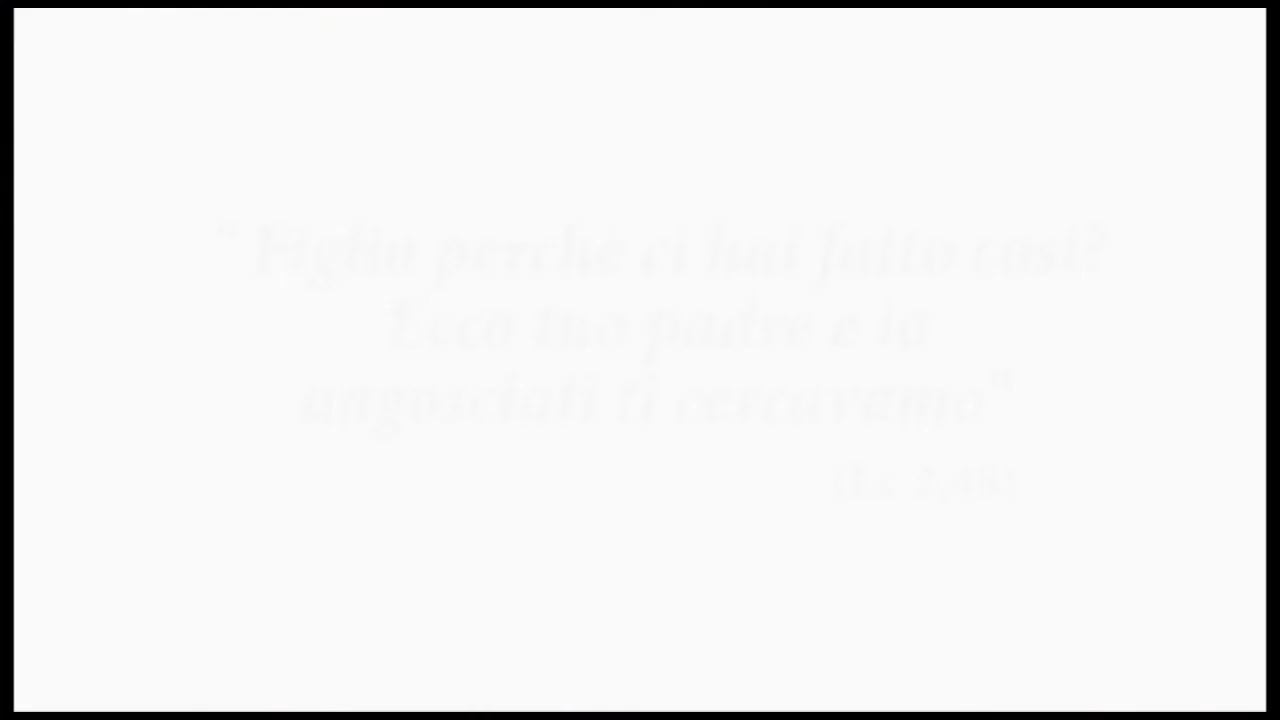 "Figlio perché ci hai fatto così?
Ecco tuo padre e io
angosciati ti cercavamo"
(Lc 2,48)